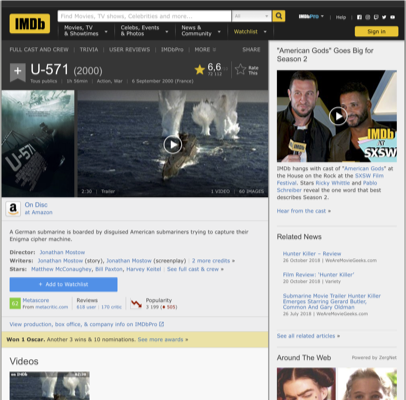 IMDb
Find Movies, TV shows, Celebrities and more...
All
IMDbPro
Help
Movies, TV
& Showtimes
Celebs, Events
& Photos
News &
Community
Watchlist
Sign in
FULL CAST AND CREW | TRIVIA | USER REVIEWS | IMDbPro | MORE
SHARE
U-571 (2000)
6,6
Rate
This
Tous publics | 1h 56min | Action, War | 6 September 2000 (France)
U-571
2:30 | Trailer
1 VIDEO | 60 IMAGES
On Disc
at Amazon
A German submarine is boarded by disguised American submariners trying to capture their
Enigma cipher machine.
Director: Jonathan Mostow
Writers: Jonathan Mostow (story), Jonathan Mostow (screenplay) | 2 more credits »
Stars: Matthew McConaughey, Bill Paxton, Harvey Keitel | See full cast & crew »
+ Add to Watchlist
Metascore
From metacritic.com
Reviews
618 user | 170 critic
Popularity
View production, box office, & company info on IMDbPro
Won 1 Oscar. Another 3 wins & 10 nominations. See more awards »
Videos
"American Gods" Goes Big for
Season 2
IMDb
at
SXSW
IMDb hangs with cast of "American Gods" at
the House on the Rock at the SXSW Film
Festival. Stars Ricky Whittle and Pablo
Schreiber reveal the one word that best
describes Season 2.
Hear from the cast »
Related News
Hunter Killer – Review
26 October 2018 | WeAreMovieGeeks.com
Film Review: 'Hunter Killer'
20 October 2018 | Variety
Submarine Movie Trailer Hunter Killer
Emerges Starring Gerard Butler,
Common And Gary Oldman
26 July 2018 | WeAreMovieGeeks.com
See all related articles »
Around The Web
Powered by ZergNet